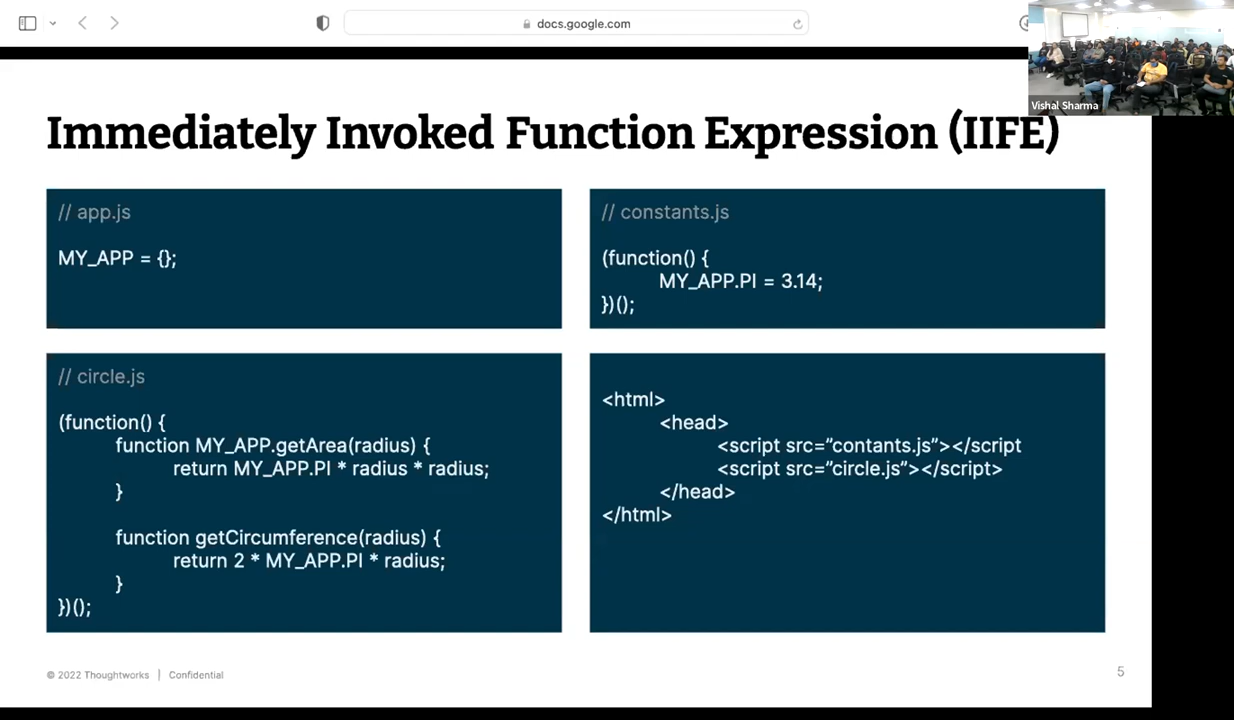 docs.google.com
Vishal Sharma
Immediately Invoked Function Expression (IIFE)
// app.js
MY_APP = {};
// constants.js
(function() {
MY_APP.PI = 3.14;
})();
// circle.js
(function() {
function MY_APP.getArea(radius) {
return MY_APP.PI * radius * radius;
}
function getCircumference(radius) {
return 2 * MY_APP.PI * radius;
}
})();
<html>
<head>
<script src="contants.js"></script
<script src="circle.js"></script>
</head>
</html>
© 2022 Thoughtworks | Confidential
5